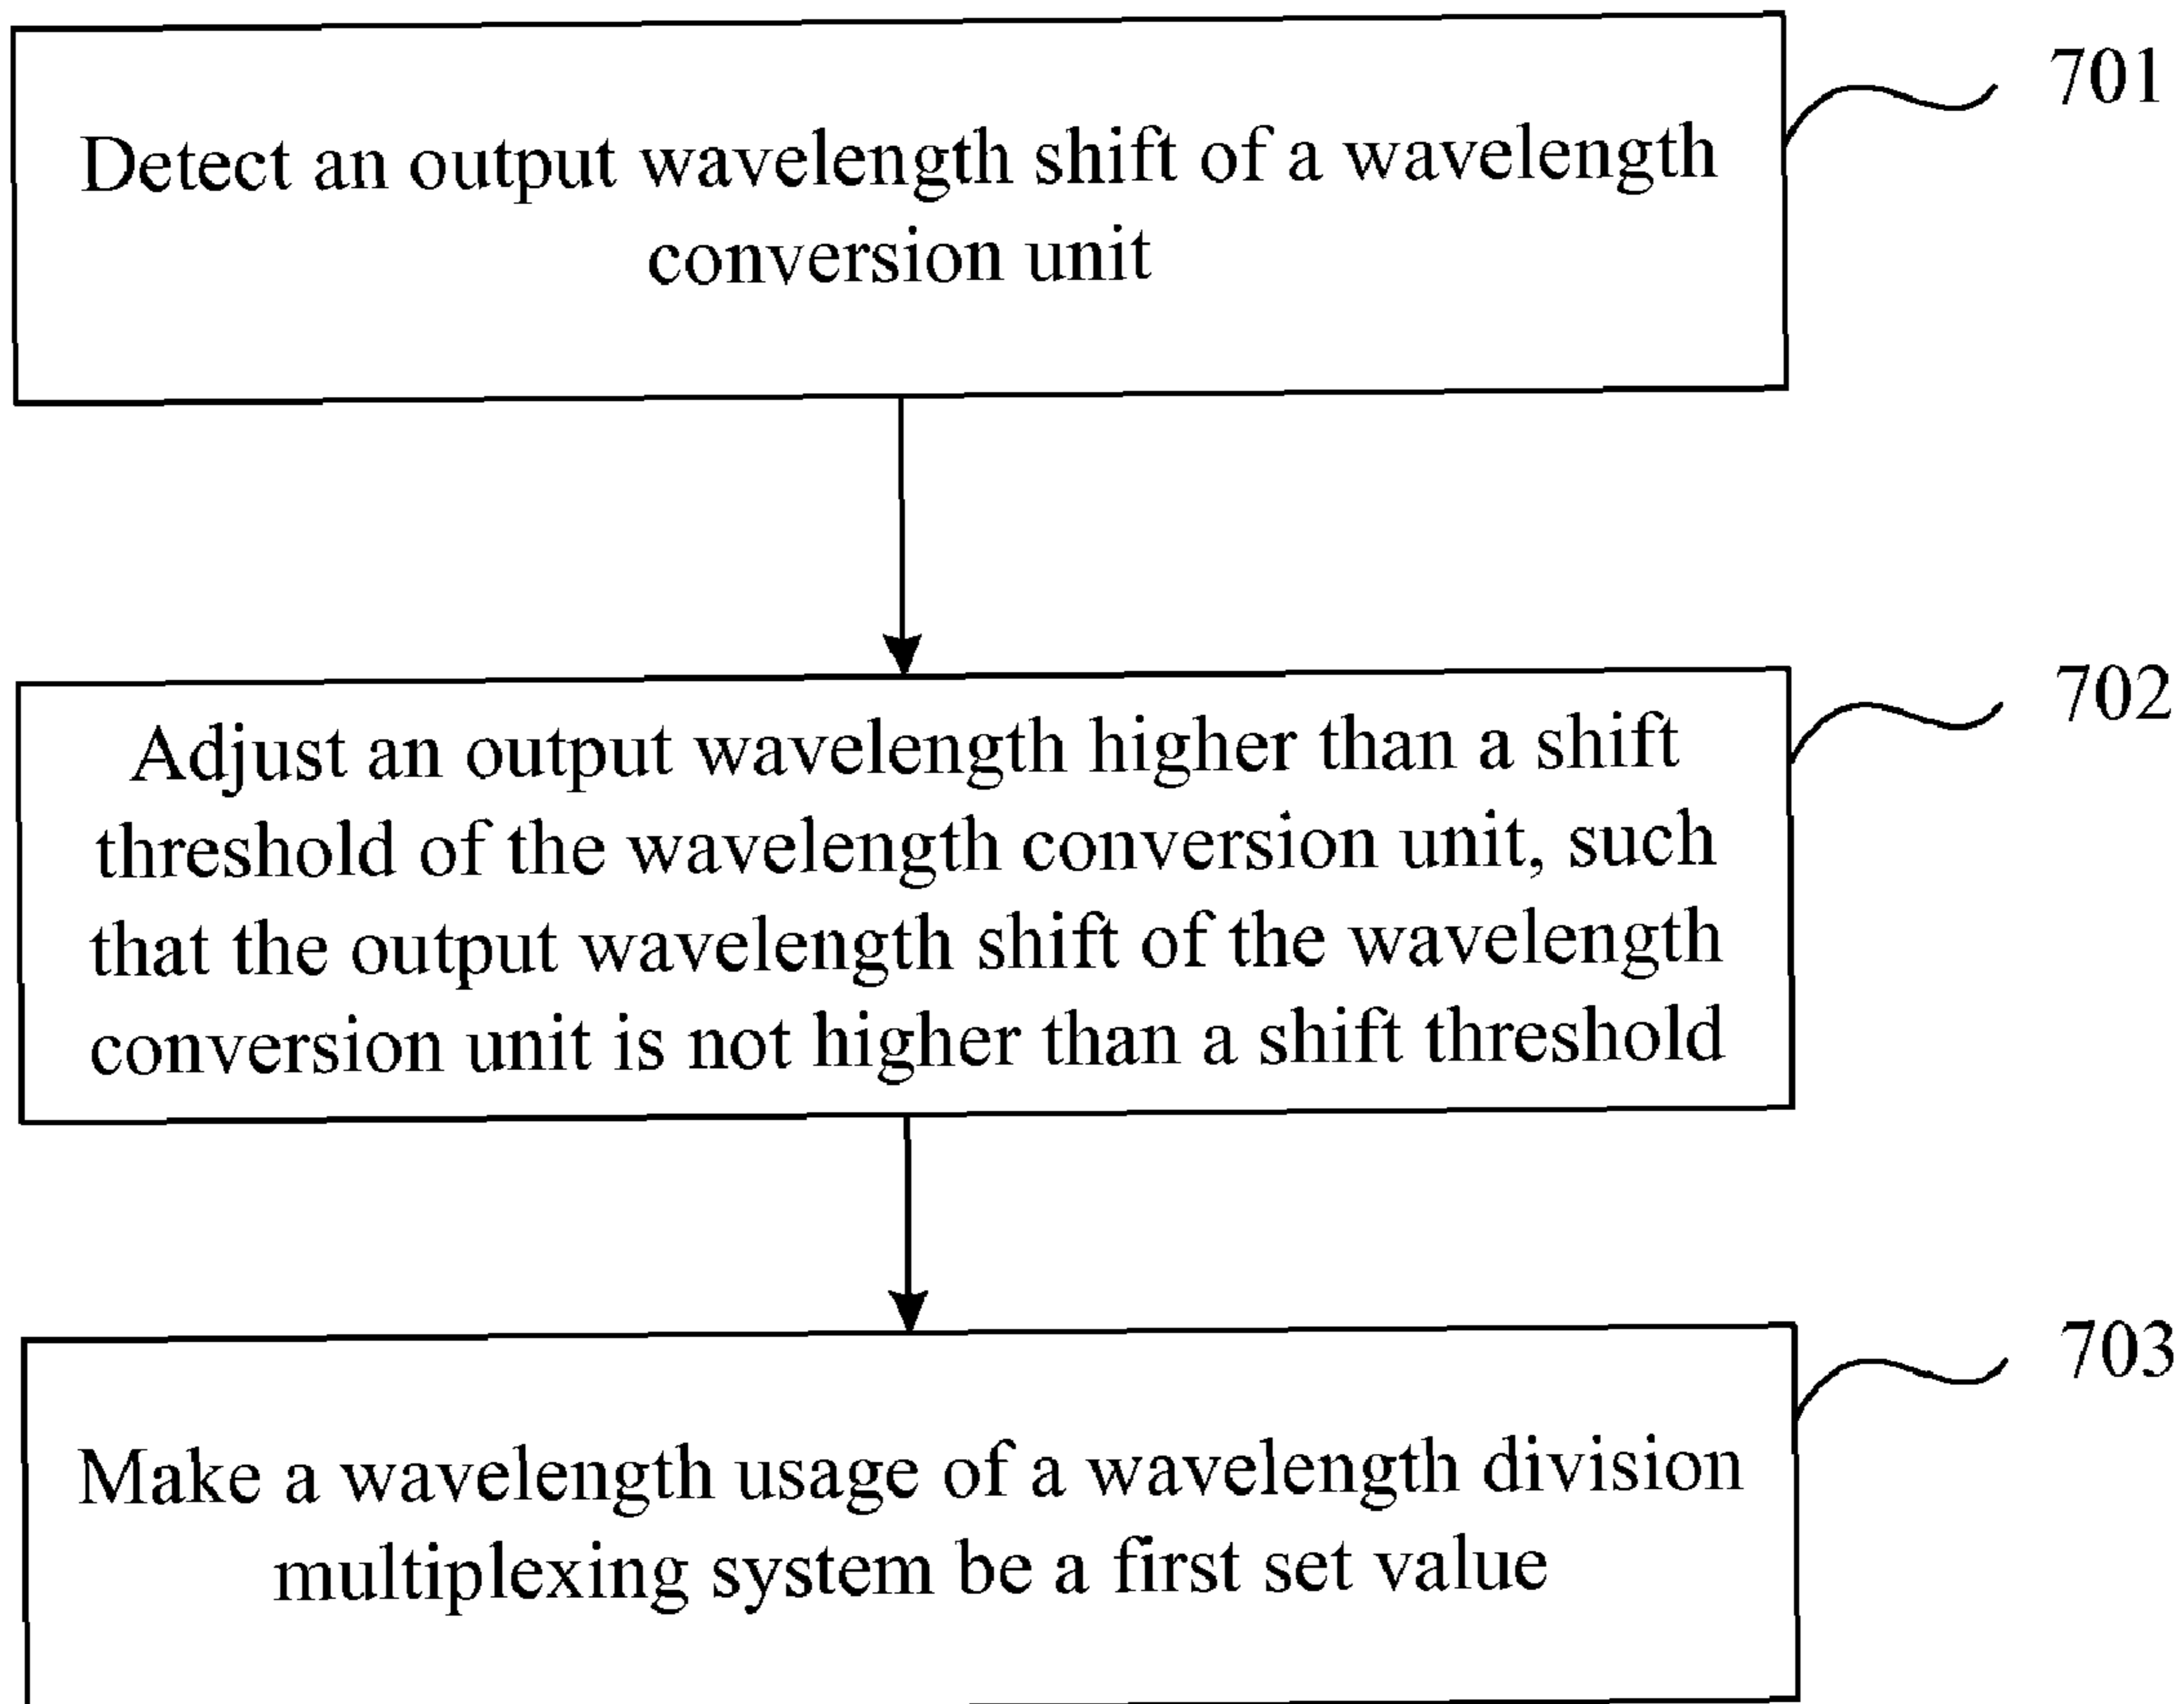 701
Detect an output wavelength shift of a wavelength
conversion unit
702
Adjust an output wavelength higher than a shift
threshold of the wavelength conversion unit, such
that the output wavelength shift of the wavelength
conversion unit is not higher than a shift threshold
703
Make a wavelength usage of a wavelength division
multiplexing system be a first set value